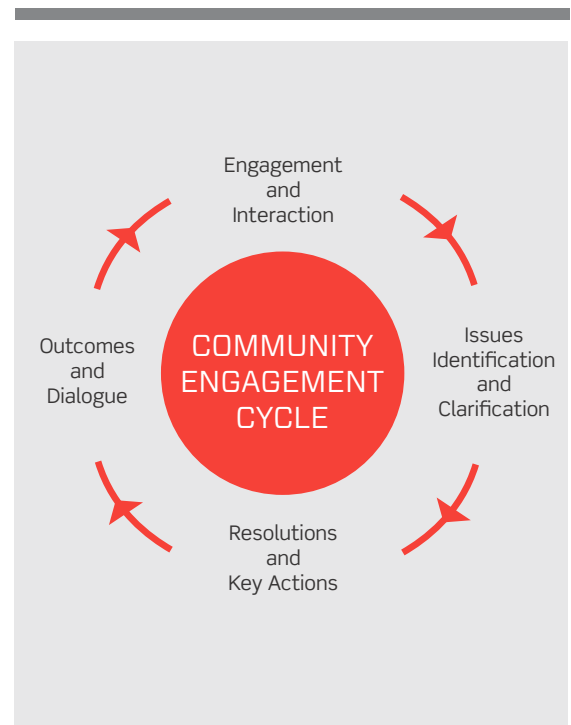 Engagement
and
Interaction
Issues
Identification
and
Clarification
Resolutions
and
Key Actions
Outcomes
and
Dialogue
COMMUNITY
ENGAGEMENT
CYCLE